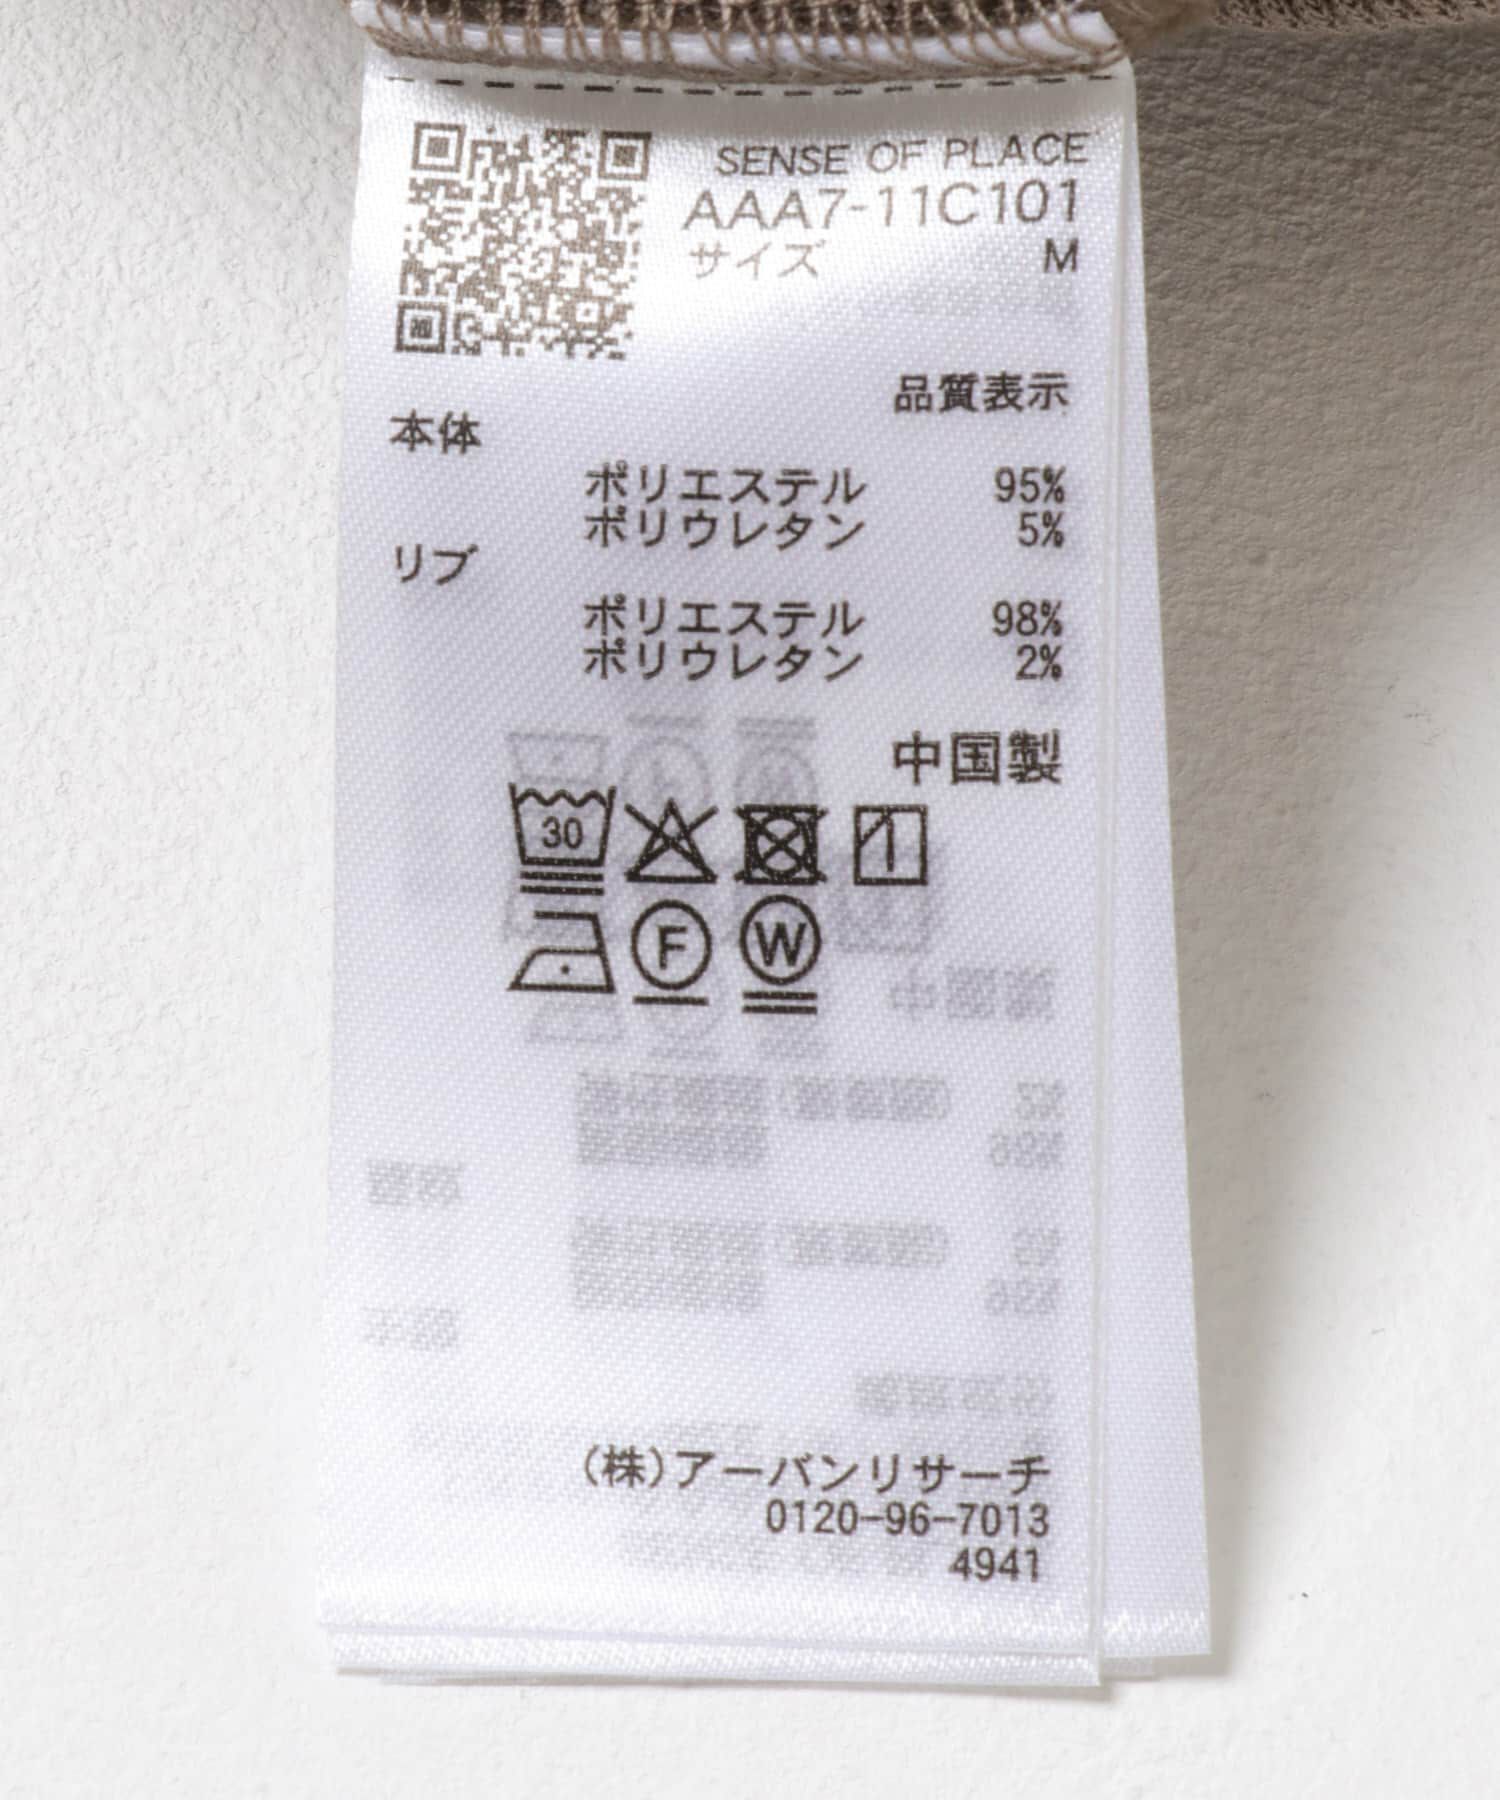 SENSE OF PLACE
AAA7-11C101
サイズ M
品質表示
本体
ポリエステル 95%
ポリウレタン 5%
リブ
ポリエステル 98%
ポリウレタン 2%
中国製
30
F W
(株)アーバンリサーチ
0120-96-7013
4941